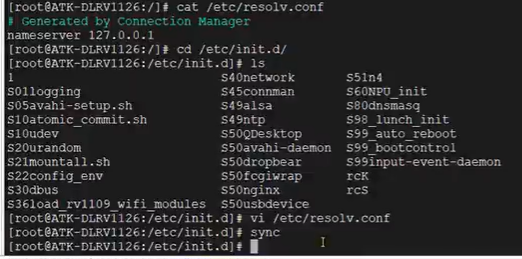 [root@ATK-DLRV1126:/]# cat /etc/resolv.conf
# Generated by Connection Manager
nameserver 127.0.0.1
[root@ATK-DLRV1126:/]# cd /etc/init.d/
[root@ATK-DLRV1126:/etc/init.d]# ls
1 S40network S51n4
S01logging S45connman S60NPU_init
S05avahi-setup.sh S49alsa S80dnsmasq
S10atomic_commit.sh S49ntp S98_lunch_init
S10udev S50QDesktop S99_auto_reboot
S20urandom S50avahi-daemon S99_bootcontrol
S21mountall.sh S50dropbear S99input-event-daemon
S22config_env S50fcgiwrap rcK
S30dbus S50nginx rcS
S36load_rv1109_wifi_modules S50usbdevice
[root@ATK-DLRV1126:/etc/init.d]# vi /etc/resolv.conf
[root@ATK-DLRV1126:/etc/init.d]# sync
[root@ATK-DLRV1126:/etc/init.d]#